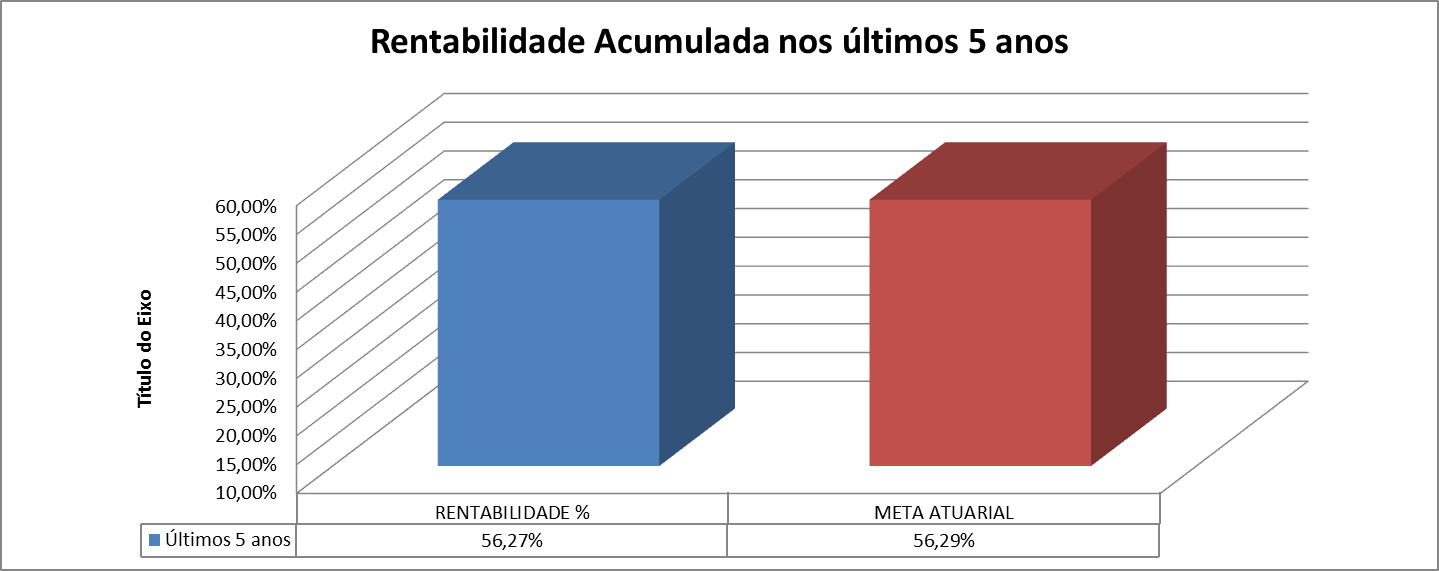 Rentabilidade Acumulada nos últimos 5 anos
Título do Eixo
60,00%
55,00%
50,00%
45,00%
40,00%
35,00%
30,00%
25,00%
20,00%
15,00%
10,00%
RENTABILIDADE % META ATUARIAL
Últimos 5 anos 56,27% 56,29%